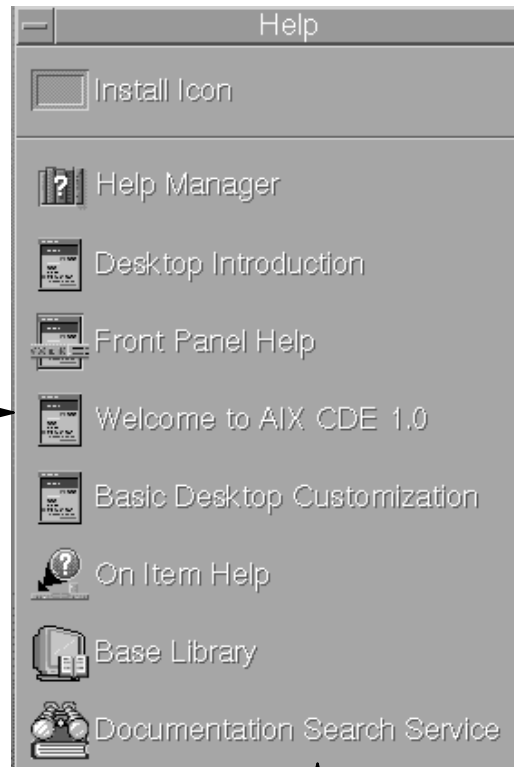 Help
Install Icon
Help Manager
Desktop Introduction
Front Panel Help
Welcome to AIX CDE 1.0
Basic Desktop Customization
On Item Help
Base Library
Documentation Search Service